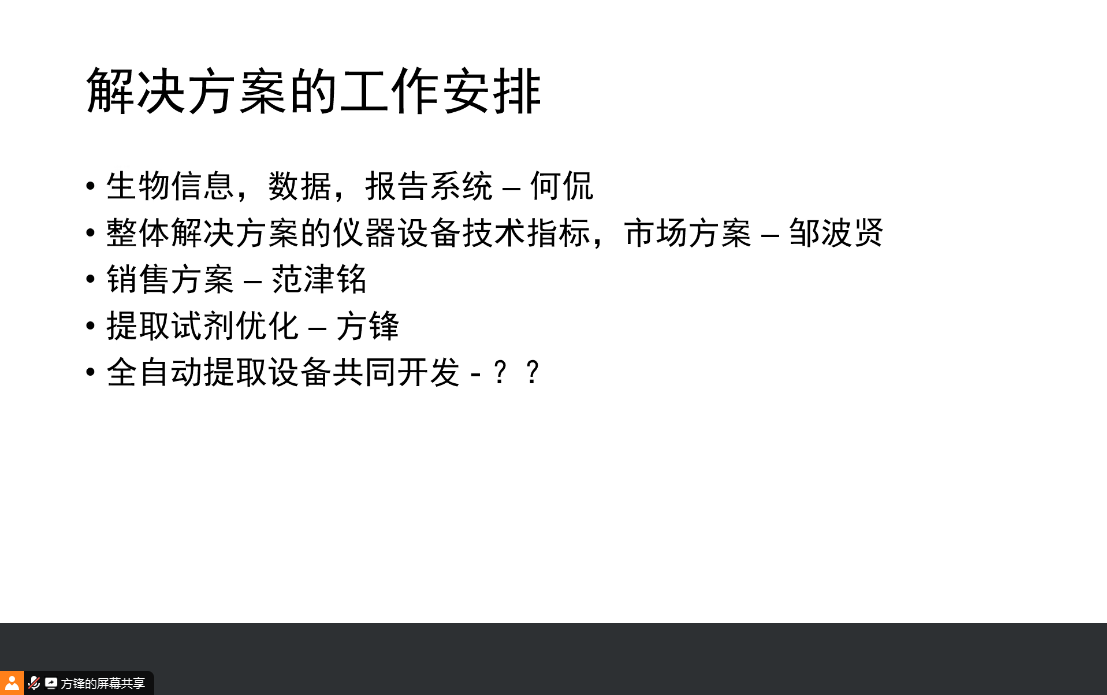 解决方案的工作安排
• 生物信息，数据，报告系统 – 何侃
• 整体解决方案的仪器设备技术指标，市场方案 – 邹波贤
• 销售方案 – 范津铭
• 提取试剂优化 – 方锋
• 全自动提取设备共同开发 - ？？
方锋的屏幕共享